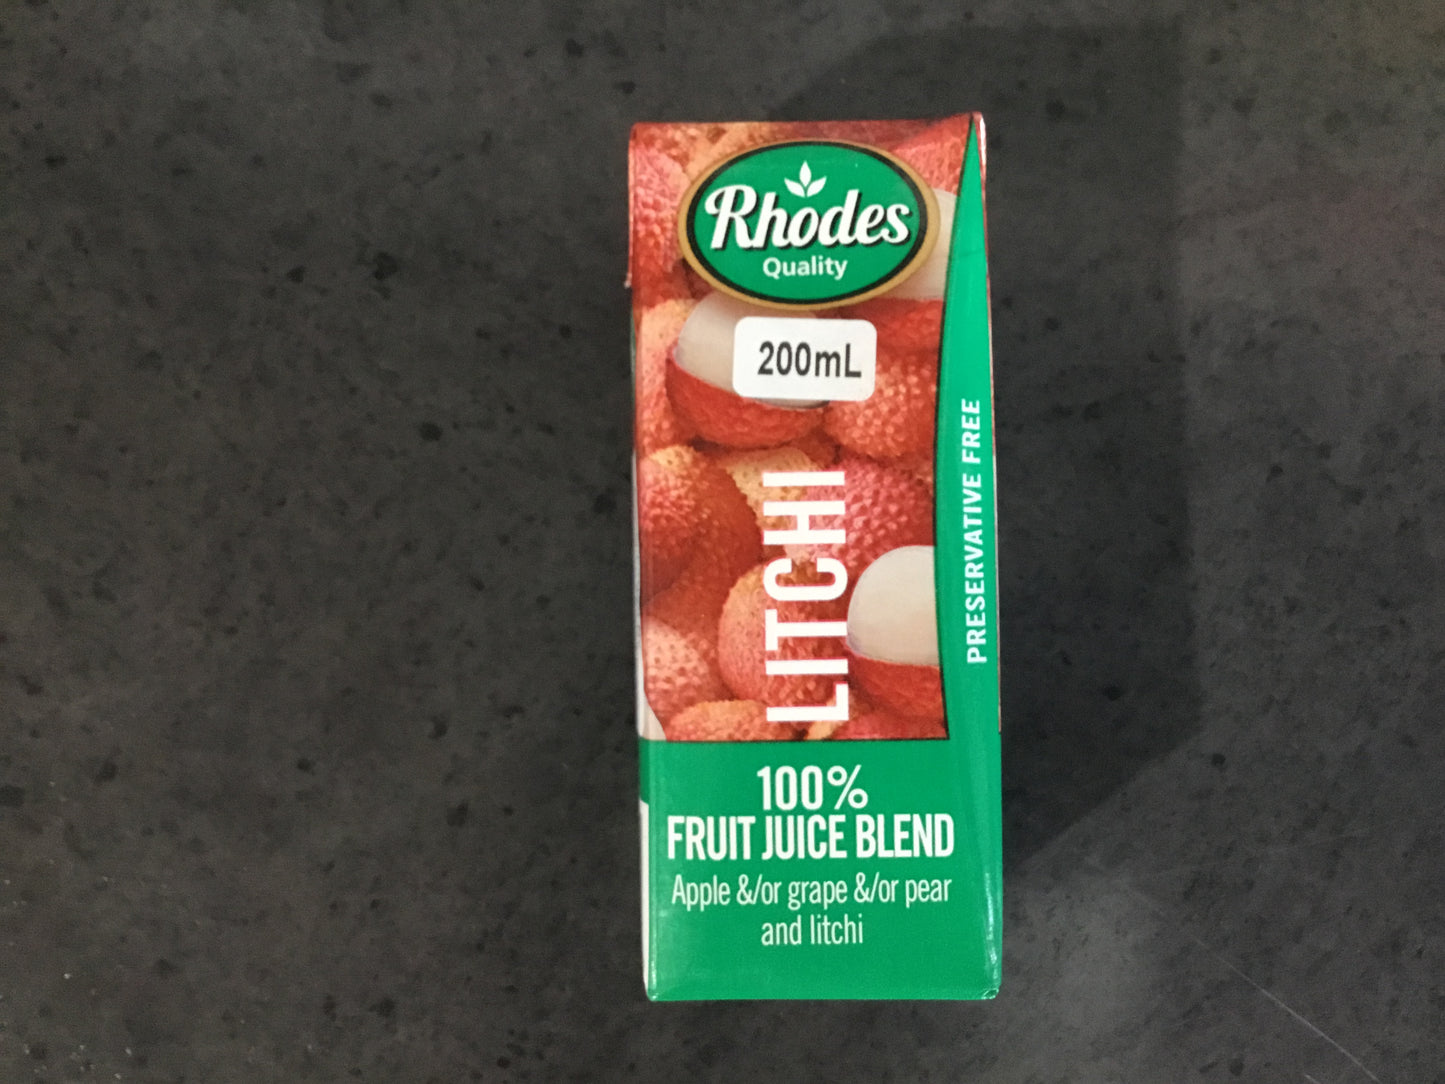 Rhodes
Quality
200mL
LITCHI
PRESERVATIVE FREE
100%
FRUIT JUICE BLEND
Apple &/or grape &/or pear
and litchi